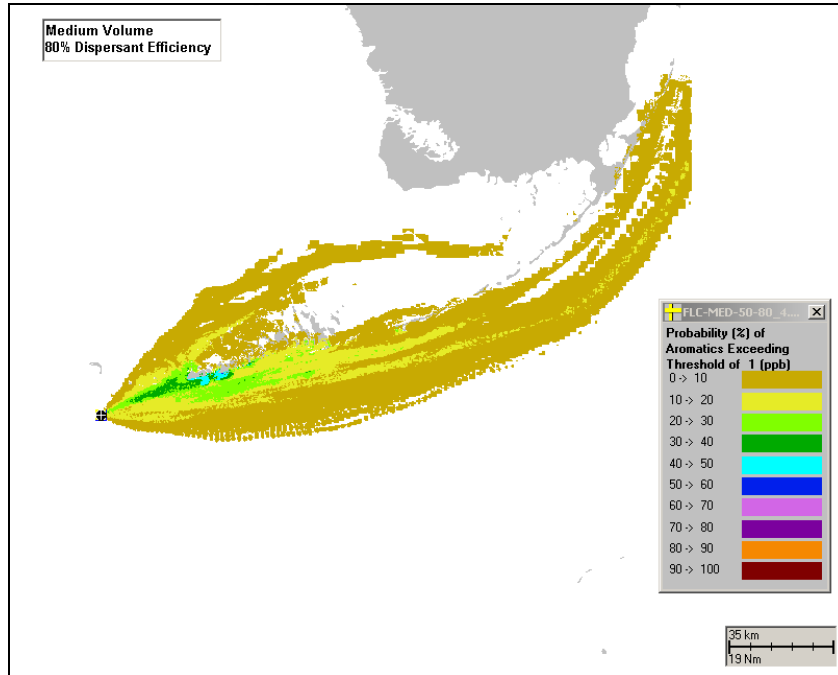 Medium Volume
80% Dispersant Efficiency
FLC-MED-50-80_4....
Probability (%) of
Aromatics Exceeding
Threshold of 1 (ppb)
0 -> 10
10 -> 20
20 -> 30
30 -> 40
40 -> 50
50 -> 60
60 -> 70
70 -> 80
80 -> 90
90 -> 100
35 km
19 Nm